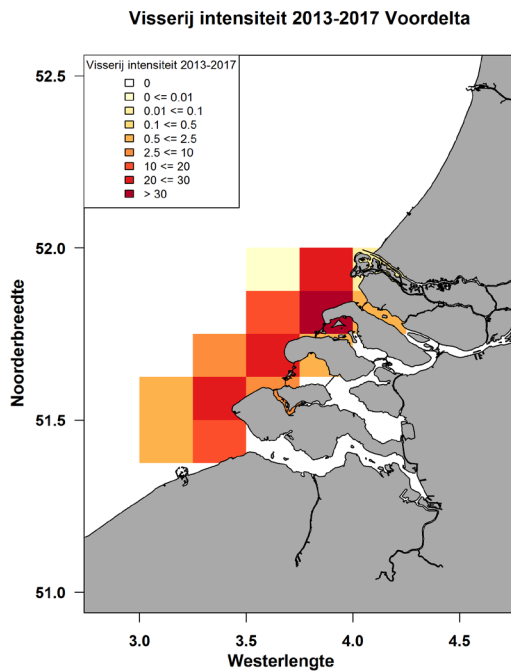 Visserij intensiteit 2013-2017 Voordelta
Visserij intensiteit 2013-2017
0
0 <= 0.01
0.01 <= 0.1
0.1 <= 0.5
0.5 <= 2.5
2.5 <= 10
10 <= 20
20 <= 30
> 30
52.5
52.0
51.5
51.0
Noorderbreedte
3.0 3.5 4.0 4.5
Westerlengte